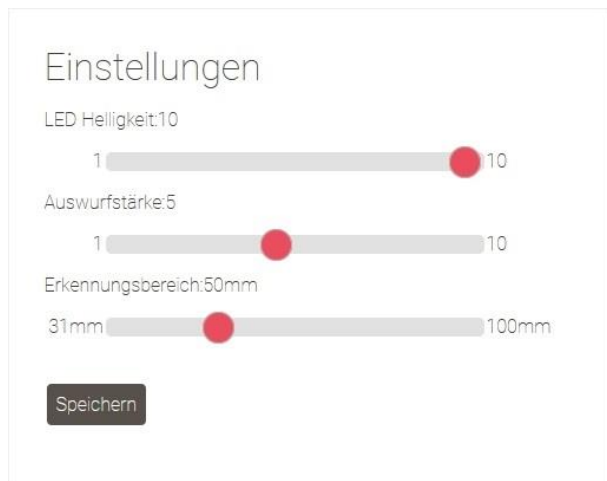 Einstellungen
LED Helligkeit:10
1 10
Auswurfstärke:5
1 10
Erkennungsbereich:50mm
31mm 100mm
Speichern